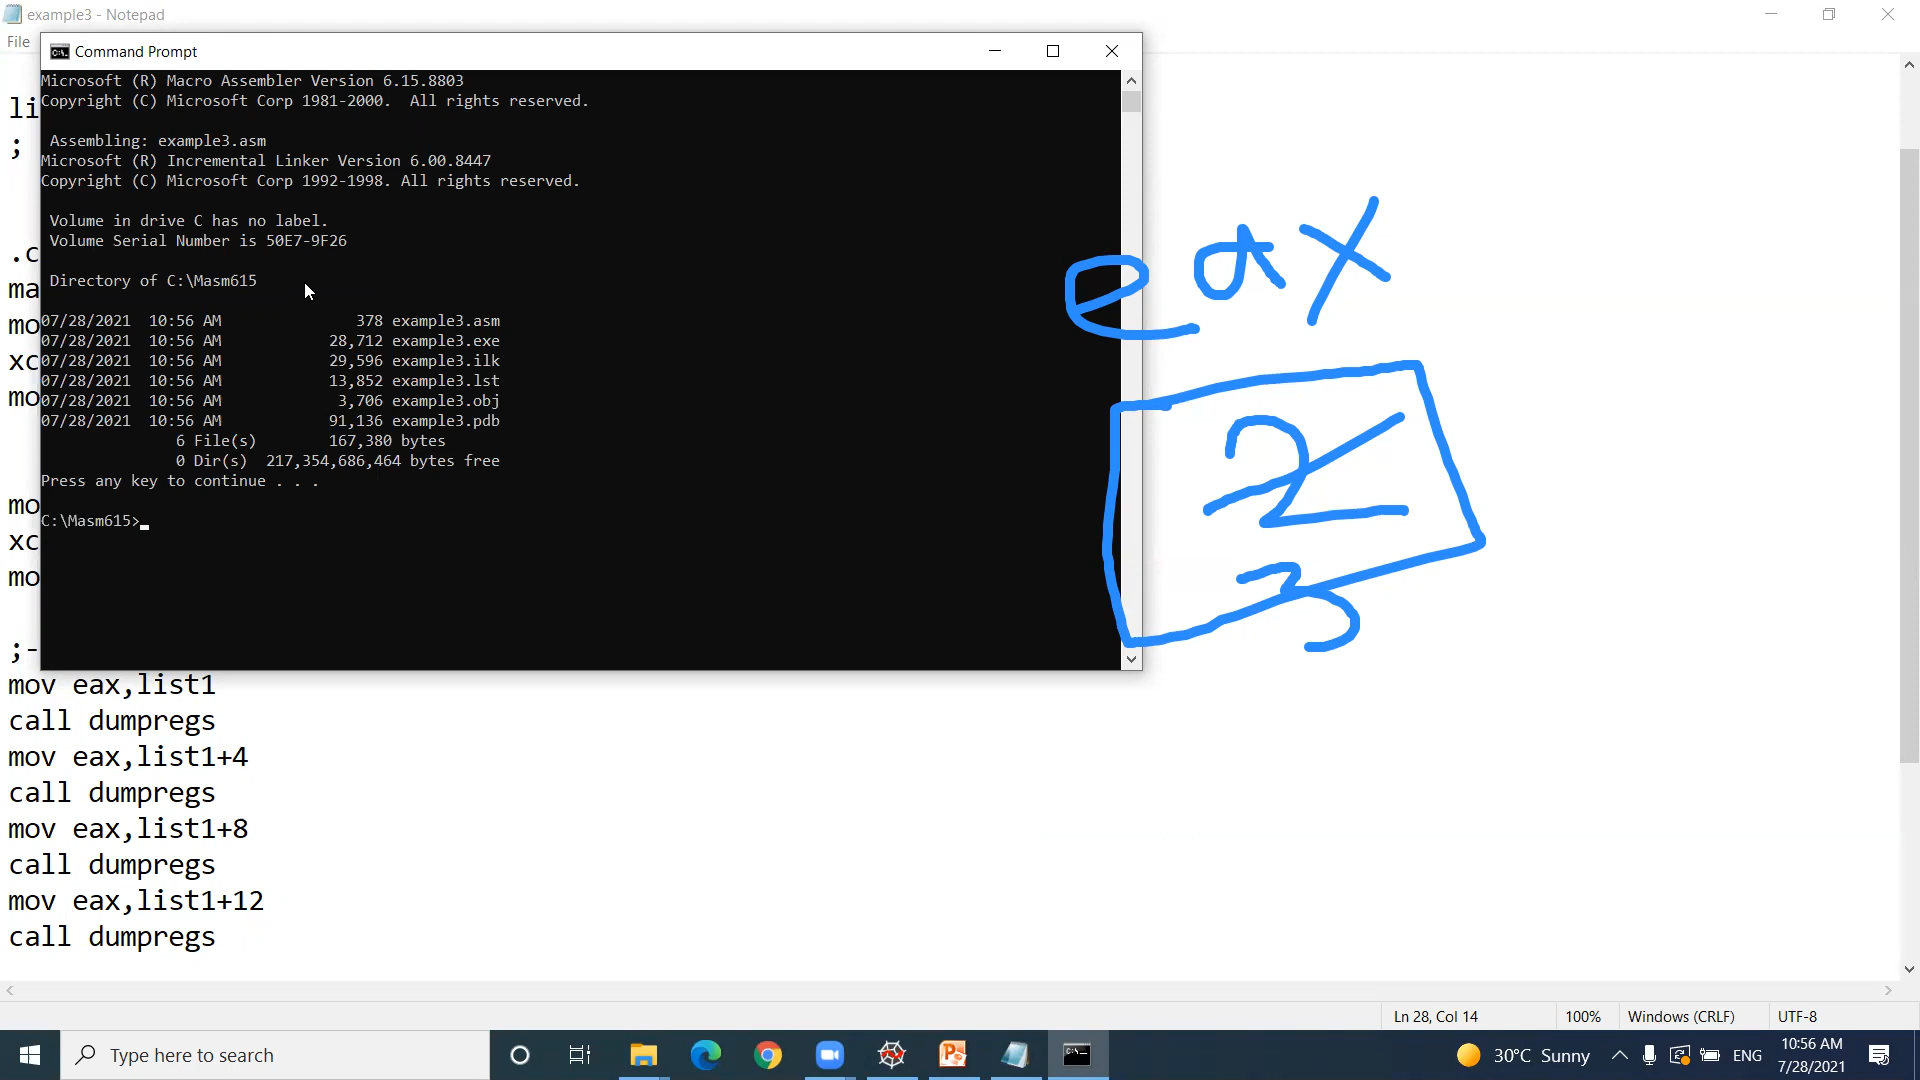 example3 - Notepad
File
Command Prompt
Microsoft (R) Macro Assembler Version 6.15.8803
Copyright (C) Microsoft Corp 1981-2000.  All rights reserved.
Assembling: example3.asm
Microsoft (R) Incremental Linker Version 6.00.8447
Copyright (C) Microsoft Corp 1992-1998. All rights reserved.
Volume in drive C has no label.
Volume Serial Number is 50E7-9F26
Directory of C:\Masm615
07/28/2021  10:56 AM               378 example3.asm
07/28/2021  10:56 AM            28,712 example3.exe
07/28/2021  10:56 AM            29,596 example3.ilk
07/28/2021  10:56 AM            13,852 example3.lst
07/28/2021  10:56 AM             3,706 example3.obj
07/28/2021  10:56 AM            91,136 example3.pdb
6 File(s)        167,380 bytes
0 Dir(s)  217,354,686,464 bytes free
Press any key to continue . . .
C:\Masm615>_
li
;
.c
ma
mo
xc
mo
mo
xc
mo
;-
mov eax,list1
call dumpregs
mov eax,list1+4
call dumpregs
mov eax,list1+8
call dumpregs
mov eax,list1+12
call dumpregs
eax
2
3
Ln 28, Col 14
100%
Windows (CRLF)
UTF-8
Type here to search
30°C Sunny
ENG
10:56 AM
7/28/2021